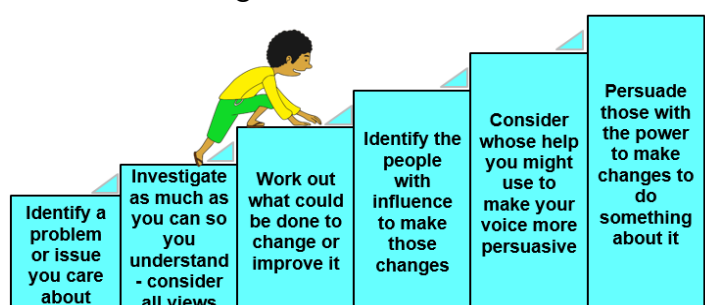 Identify a
problem
or issue
you care
about
Investigate
as much as
you can so
you
understand
- consider
all views
Work out
what could
be done to
change or
improve it
Identify the
people
with
influence
to make
those
changes
Consider
whose help
you might
use to
make your
voice more
persuasive
Persuade
those with
the power
to make
changes to
do
something
about it